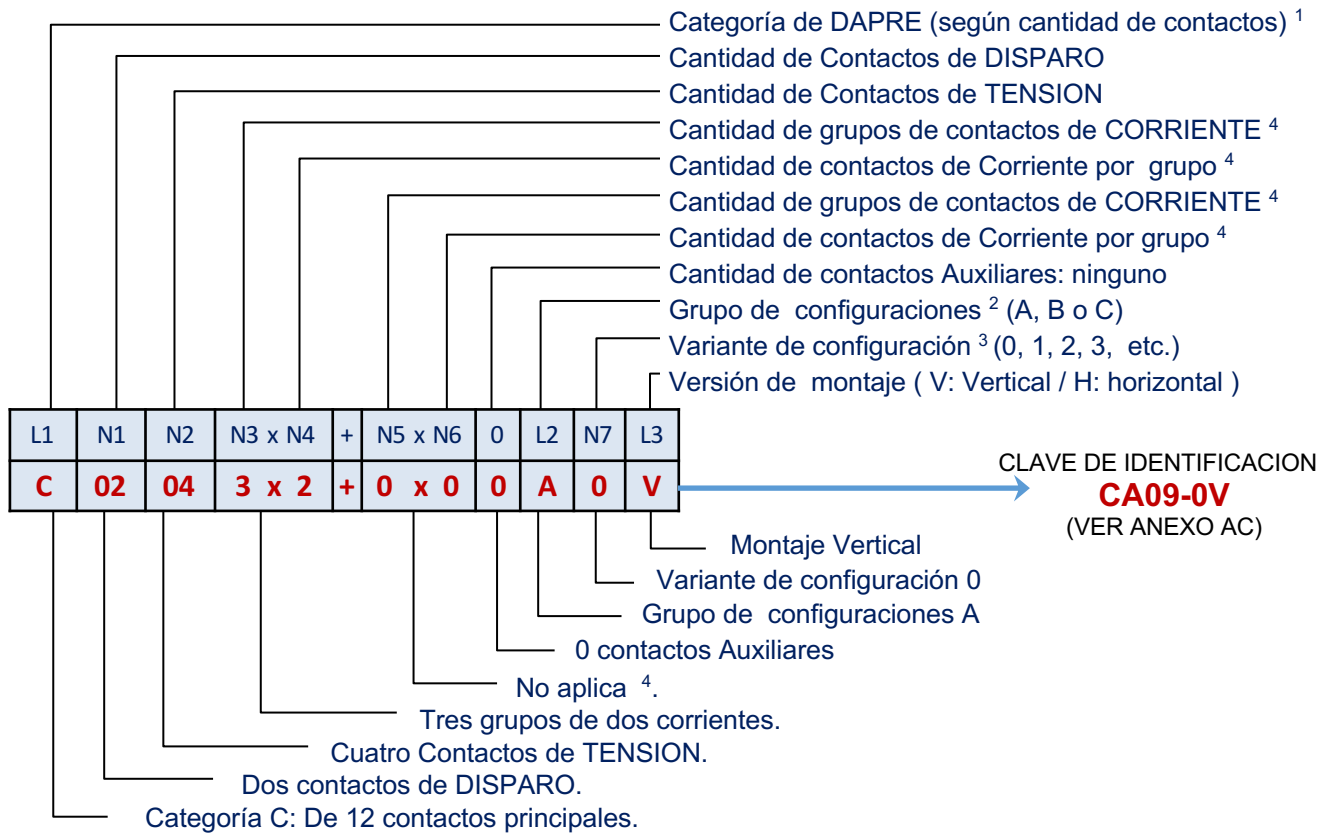 Categoría de DAPRE (según cantidad de contactos) 1
Cantidad de Contactos de DISPARO
Cantidad de Contactos de TENSION
Cantidad de grupos de contactos de CORRIENTE 4
Cantidad de contactos de Corriente por grupo 4
Cantidad de grupos de contactos de CORRIENTE 4
Cantidad de contactos de Corriente por grupo 4
Cantidad de contactos Auxiliares: ninguno
Grupo de configuraciones 2 (A, B o C)
Variante de configuración 3 (0, 1, 2, 3, etc.)
Versión de montaje ( V: Vertical / H: horizontal )
L1 N1 N2 N3 x N4 + N5 x N6 0 L2 N7 L3
C 02 04 3 x 2 + 0 x 0 0 A 0 V
CLAVE DE IDENTIFICACION
CA09-0V
(VER ANEXO AC)
Montaje Vertical
Variante de configuración 0
Grupo de configuraciones A
0 contactos Auxiliares
No aplica 4.
Tres grupos de dos corrientes.
Cuatro Contactos de TENSION.
Dos contactos de DISPARO.
Categoría C: De 12 contactos principales.